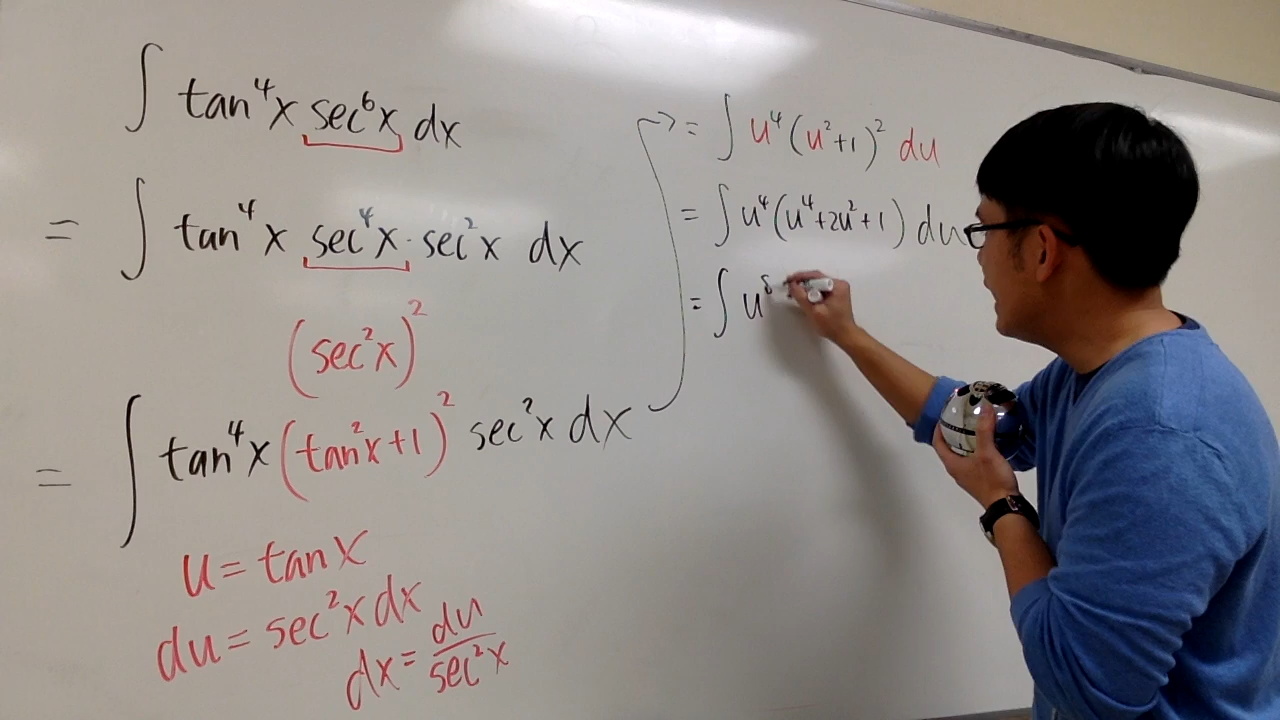 ∫ tan⁴x sec⁶x dx
= ∫ tan⁴x sec⁴x · sec²x dx
(sec²x)²
= ∫ tan⁴x (tan²x+1)² sec²x dx
u = tan x
du = sec²x dx
dx = du/sec²x
→ = ∫ u⁴(u²+1)² du
= ∫ u⁴(u⁴+2u²+1) du
= ∫ u⁸